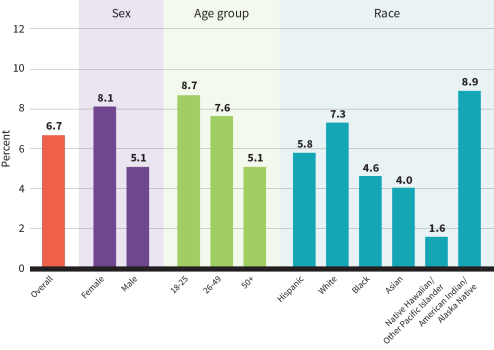 Sex Age group Race
12
10
8
6
4
2
0
Percent
6.7
8.1
5.1
8.7
7.6
5.1
5.8
7.3
4.6
4.0
1.6
8.9
Overall
Female
Male
18-25
26-49
50+
Hispanic
White
Black
Asian
Native Hawaiian/
Other Pacific Islander
American Indian/
Alaska Native